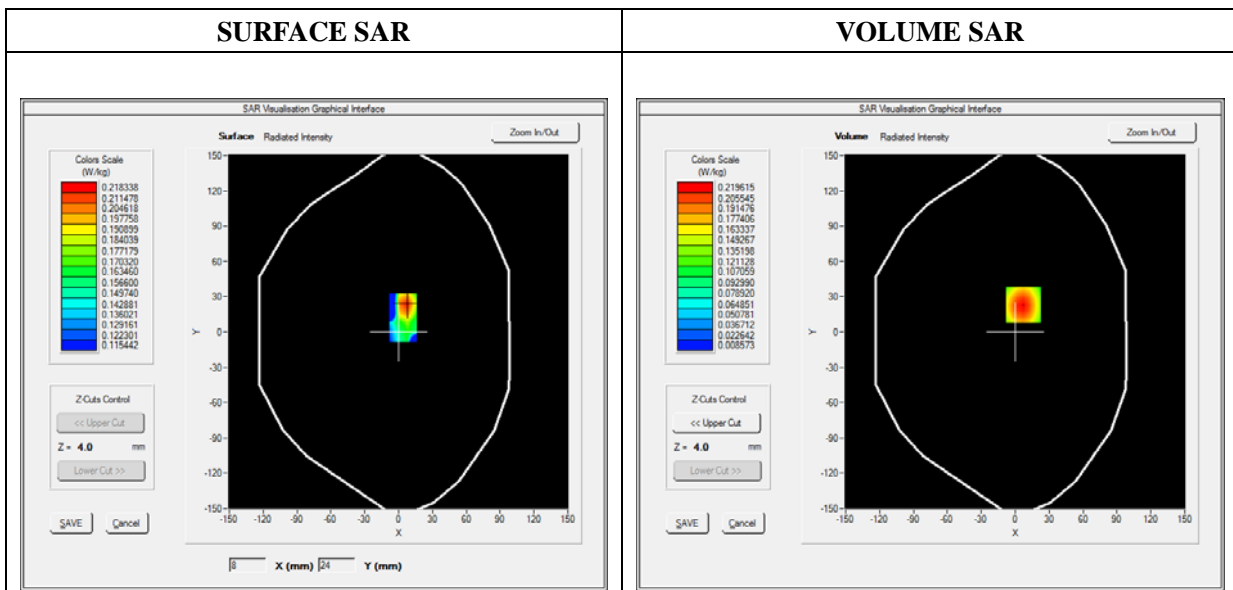 SURFACE SAR
VOLUME SAR
SAR Visualisation Graphical Interface
Surface Radiated Intensity
Zoom In/Out
Colors Scale
(W/kg)
0.218338
0.211478
0.204618
0.197758
0.190899
0.184039
0.177179
0.170320
0.163460
0.156600
0.149740
0.142881
0.136021
0.129161
0.122301
0.115442
Z-Cuts Control
<< Upper Cut
Z = 4.0 mm
Lower Cut >>
SAVE Cancel
150
120
90
60
30
0
-30
-60
-90
-120
-150
Y
-150 -120 -90 -60 -30 0 30 60 90 120 150
X
8 X (mm) 24 Y (mm)
SAR Visualisation Graphical Interface
Volume Radiated Intensity
Zoom In/Out
Colors Scale
(W/kg)
0.219615
0.205545
0.191476
0.177406
0.163337
0.149267
0.135198
0.121128
0.107059
0.092990
0.078920
0.064851
0.050781
0.036712
0.022642
0.008573
Z-Cuts Control
<< Upper Cut
Z = 4.0 mm
Lower Cut >>
SAVE Cancel
150
120
90
60
30
0
-30
-60
-90
-120
-150
Y
-150 -120 -90 -60 -30 0 30 60 90 120 150
X